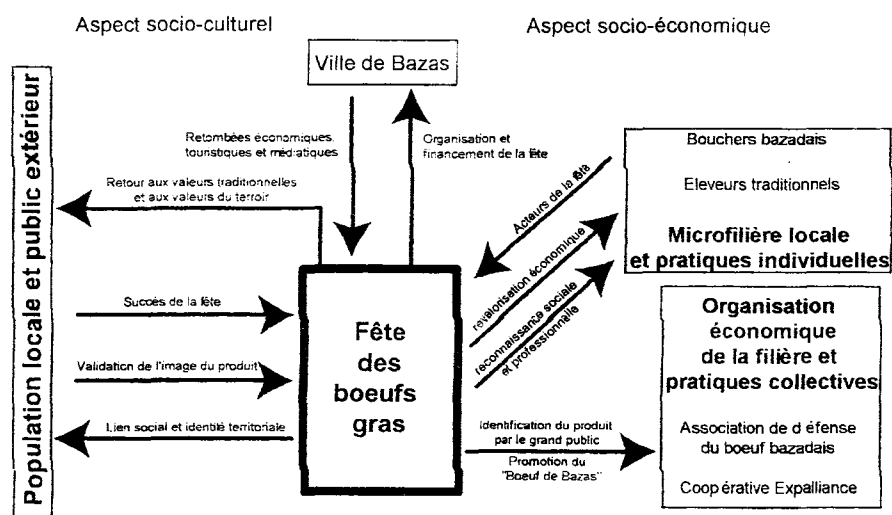 Aspect socio-culturel
Aspect socio-économique
Ville de Bazas
Population locale et public extérieur
Retombées économiques,
touristiques et médiatiques
Organisation et
financement de la fête
Retour aux valeurs traditionnelles
et aux valeurs du terroir
Succès de la fête
Validation de l'image du produit
Lien social et identité territoriale
Fête
des
boeufs
gras
Acteurs de la fête
revalorisation économique
reconnaissance sociale
et professionnelle
Identification du produit
par le grand public
Promotion du
"Boeuf de Bazas"
Bouchers bazadais
Eleveurs traditionnels
Microfilière locale
et pratiques individuelles
Organisation
économique
de la filière et
pratiques collectives
Association de d éfense
du boeuf bazadais
Coopérative Expalliance